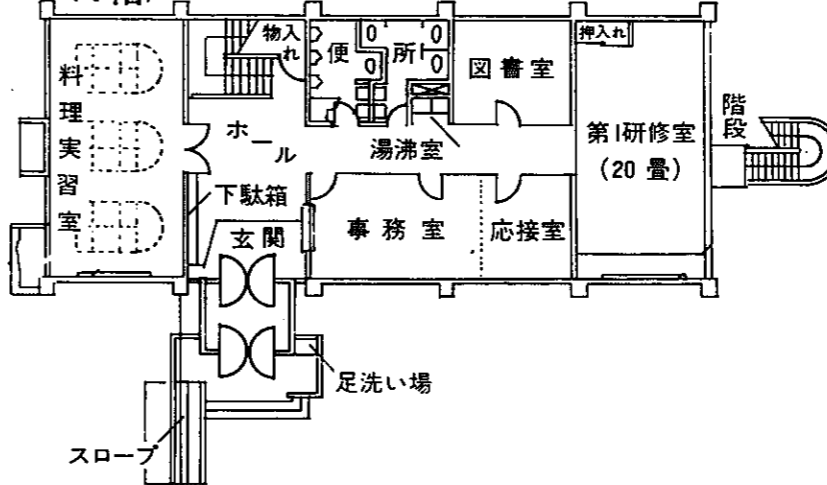 物入れ
便所
図書室
押入れ
料理実習室
ホール
湯沸室
第1研修室
(20畳)
階段
下駄箱
玄関
事務室
応接室
足洗い場
スロープ